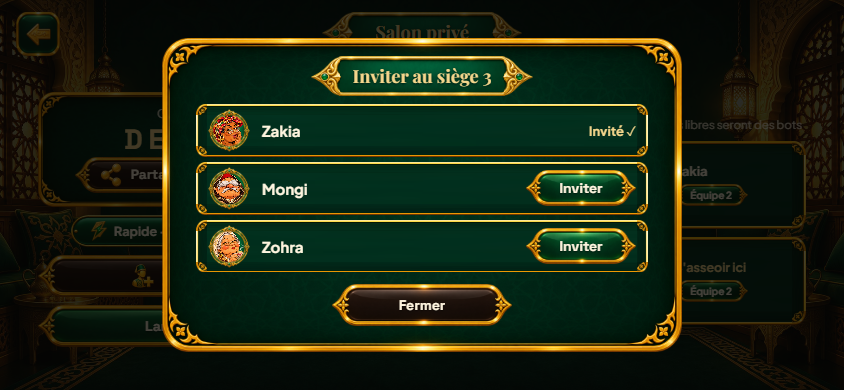 Salon privé
Inviter au siège 3
Zakia
Invité ✓
Mongi
Inviter
Zohra
Inviter
Fermer
DE
Parta
Rapide -
La
libres seront des bots
akia
Équipe 2
'asseoir ici
Équipe 2